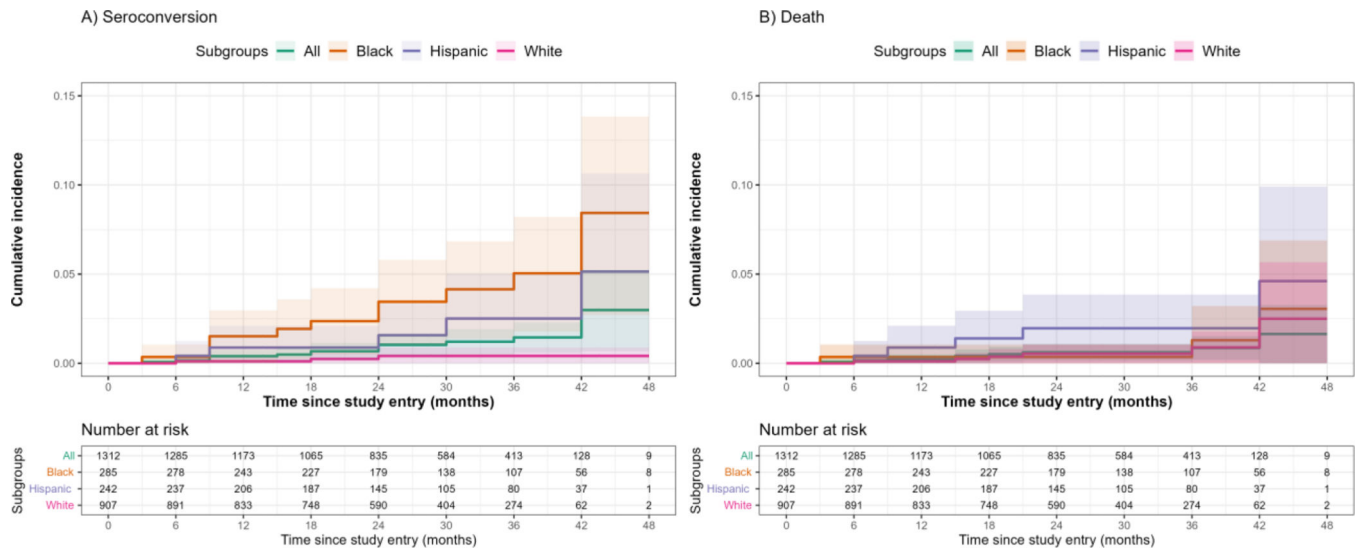 A) Seroconversion
Subgroups All Black Hispanic White
0.15
0.10
0.05
0.00
Cumulative incidence
0 6 12 18 24 30 36 42 48
Time since study entry (months)
Number at risk
Subgroups
All 1312 1285 1173 1065 835 584 413 128 9
Black 285 278 243 227 179 138 107 56 8
Hispanic 242 237 206 187 145 105 80 37 1
White 907 891 833 748 590 404 274 62 2
0 6 12 18 24 30 36 42 48
Time since study entry (months)
B) Death
Subgroups All Black Hispanic White
0.15
0.10
0.05
0.00
Cumulative incidence
0 6 12 18 24 30 36 42 48
Time since study entry (months)
Number at risk
Subgroups
All 1312 1285 1173 1065 835 584 413 128 9
Black 285 278 243 227 179 138 107 56 8
Hispanic 242 237 206 187 145 105 80 37 1
White 907 891 833 748 590 404 274 62 2
0 6 12 18 24 30 36 42 48
Time since study entry (months)